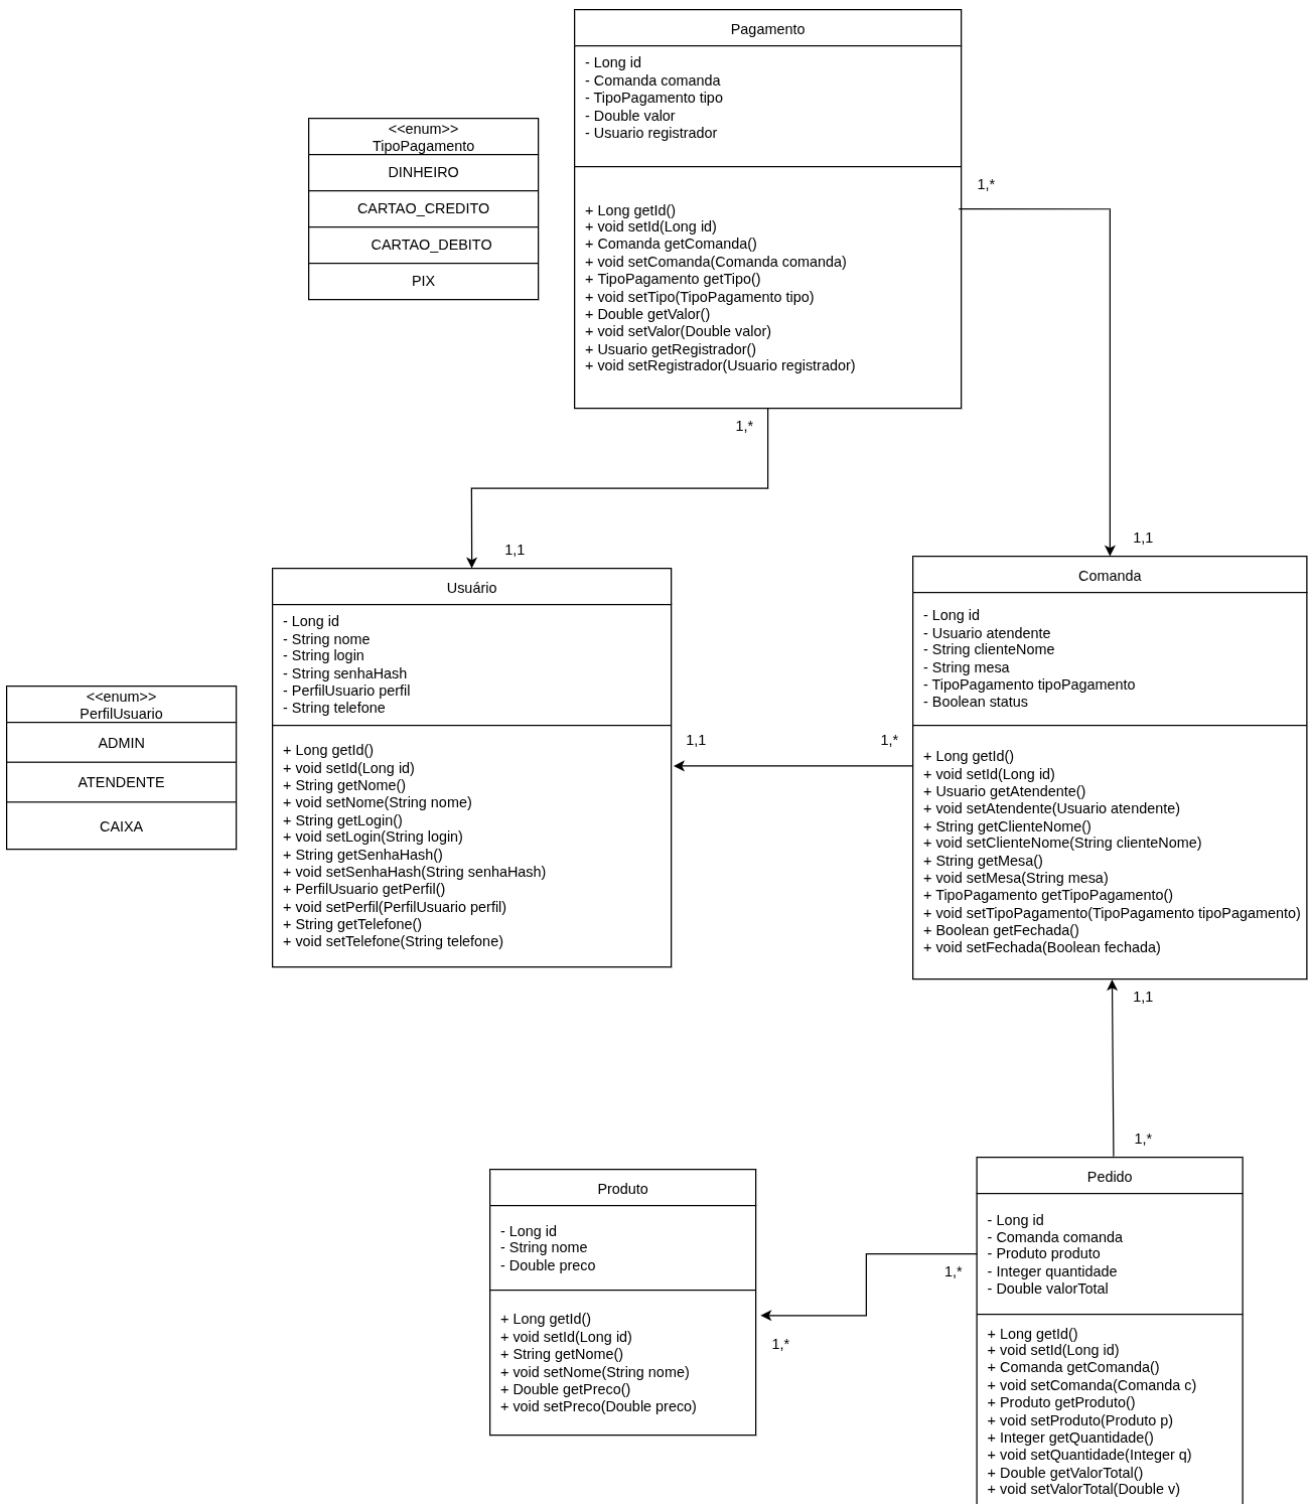 Pagamento
- Long id
- Comanda comanda
- TipoPagamento tipo
- Double valor
- Usuario registrador
+ Long getId()
+ void setId(Long id)
+ Comanda getComanda()
+ void setComanda(Comanda comanda)
+ TipoPagamento getTipo()
+ void setTipo(TipoPagamento tipo)
+ Double getValor()
+ void setValor(Double valor)
+ Usuario getRegistrador()
+ void setRegistrador(Usuario registrador)
<<enum>>
TipoPagamento
DINHEIRO
CARTAO_CREDITO
CARTAO_DEBITO
PIX
1,*
1,*
1,1
1,1
Usuário
- Long id
- String nome
- String login
- String senhaHash
- PerfilUsuario perfil
- String telefone
+ Long getId()
+ void setId(Long id)
+ String getNome()
+ void setNome(String nome)
+ String getLogin()
+ void setLogin(String login)
+ String getSenhaHash()
+ void setSenhaHash(String senhaHash)
+ PerfilUsuario getPerfil()
+ void setPerfil(PerfilUsuario perfil)
+ String getTelefone()
+ void setTelefone(String telefone)
<<enum>>
PerfilUsuario
ADMIN
ATENDENTE
CAIXA
1,1
1,*
Comanda
- Long id
- Usuario atendente
- String clienteNome
- String mesa
- TipoPagamento tipoPagamento
- Boolean status
+ Long getId()
+ void setId(Long id)
+ Usuario getAtendente()
+ void setAtendente(Usuario atendente)
+ String getClienteNome()
+ void setClienteNome(String clienteNome)
+ String getMesa()
+ void setMesa(String mesa)
+ TipoPagamento getTipoPagamento()
+ void setTipoPagamento(TipoPagamento tipoPagamento)
+ Boolean getFechada()
+ void setFechada(Boolean fechada)
1,1
1,*
Produto
- Long id
- String nome
- Double preco
+ Long getId()
+ void setId(Long id)
+ String getNome()
+ void setNome(String nome)
+ Double getPreco()
+ void setPreco(Double preco)
1,*
1,*
Pedido
- Long id
- Comanda comanda
- Produto produto
- Integer quantidade
- Double valorTotal
+ Long getId()
+ void setId(Long id)
+ Comanda getComanda()
+ void setComanda(Comanda c)
+ Produto getProduto()
+ void setProduto(Produto p)
+ Integer getQuantidade()
+ void setQuantidade(Integer q)
+ Double getValorTotal()
+ void setValorTotal(Double v)